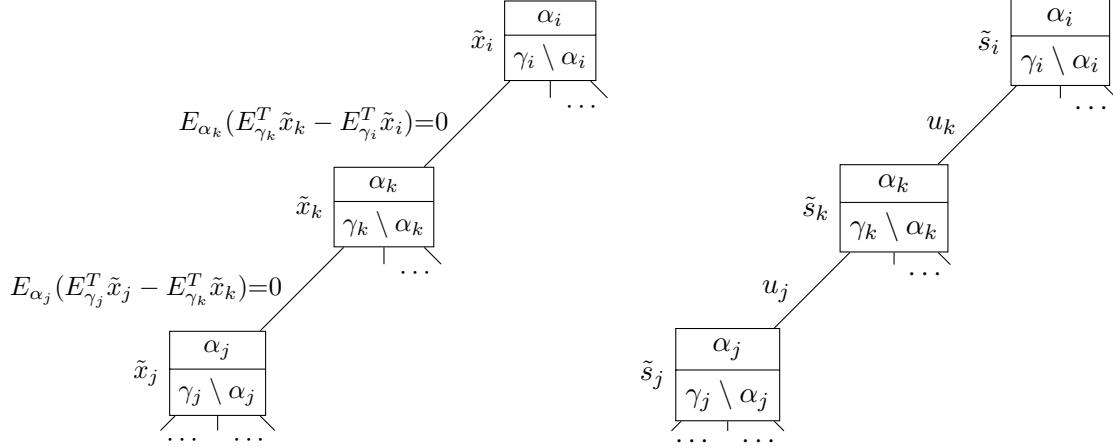 α_i
x̃_i
γ_i \ α_i
...
E_{α_k}(E^T_{γ_k} x̃_k − E^T_{γ_i} x̃_i)=0
α_k
x̃_k
γ_k \ α_k
...
E_{α_j}(E^T_{γ_j} x̃_j − E^T_{γ_k} x̃_k)=0
α_j
x̃_j
γ_j \ α_j
... ...
α_i
s̃_i
γ_i \ α_i
...
u_k
α_k
s̃_k
γ_k \ α_k
...
u_j
α_j
s̃_j
γ_j \ α_j
... ...